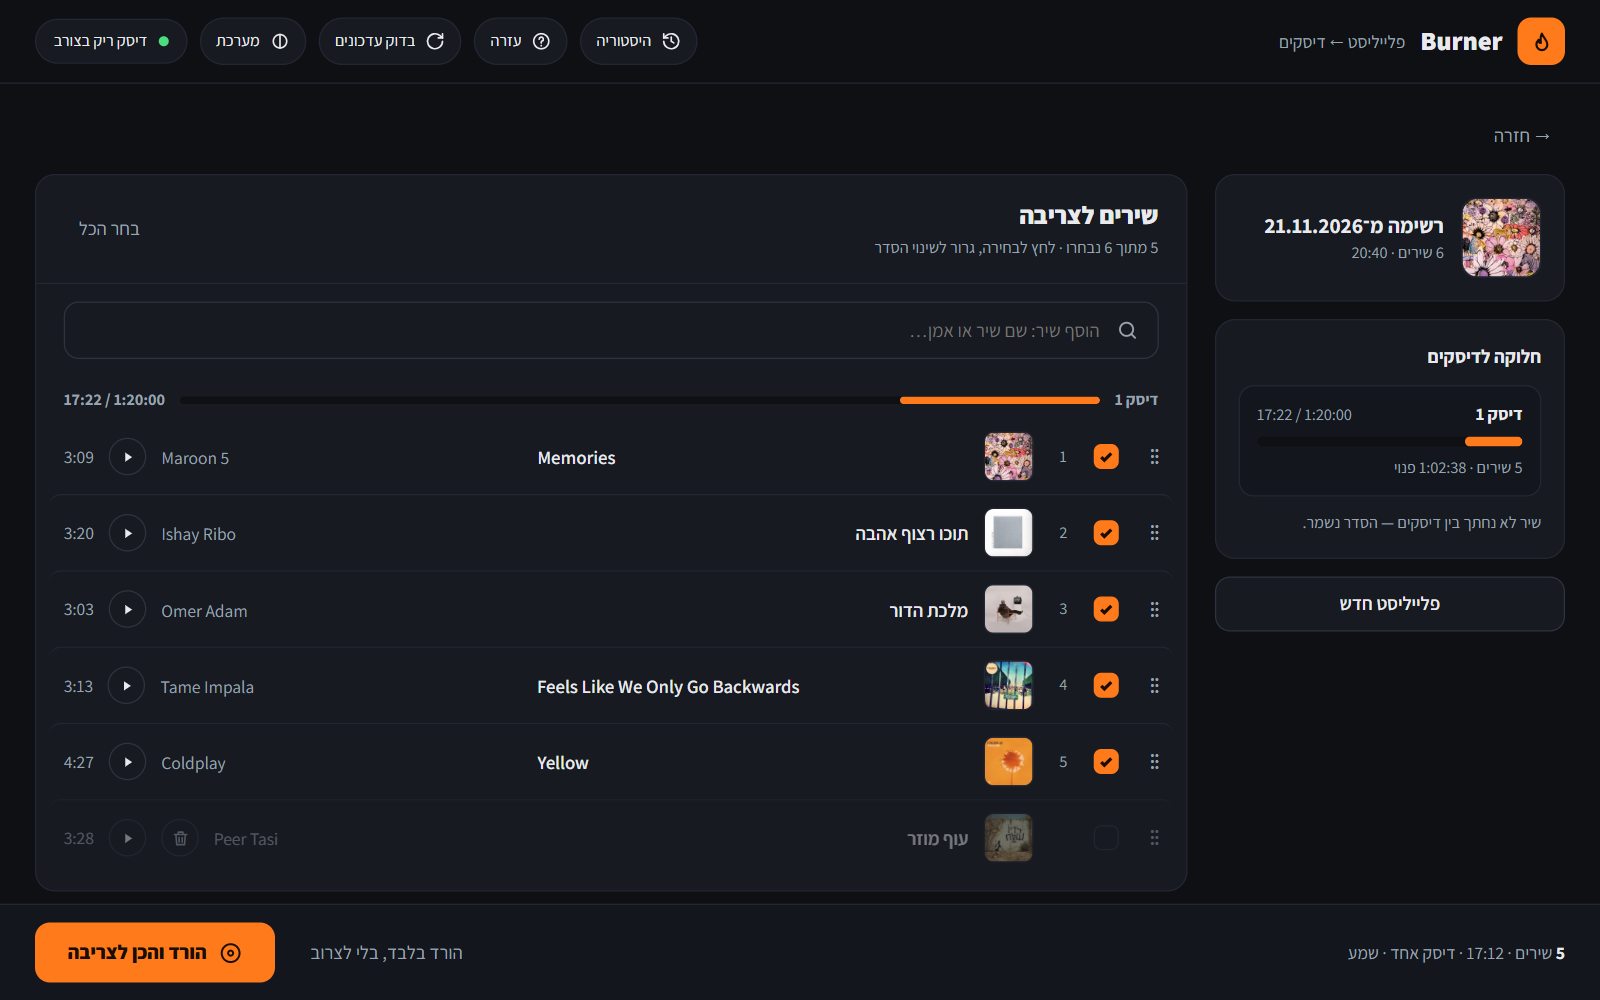 Burner
פלייליסט ← דיסקים
היסטוריה
עזרה
בדוק עדכונים
מערכת
דיסק ריק בצורב
→ חזרה
רשימה מ־21.11.2026
6 שירים · 20:40
חלוקה לדיסקים
דיסק 1
17:22 / 1:20:00
5 שירים · 1:02:38 פנוי
שיר לא נחתך בין דיסקים — הסדר נשמר.
פלייליסט חדש
שירים לצריבה
5 מתוך 6 נבחרו · לחץ לבחירה, גרור לשינוי הסדר
בחר הכל
הוסף שיר: שם שיר או אמן…
דיסק 1
17:22 / 1:20:00
1 Memories Maroon 5 3:09
2 תוכו רצוף אהבה Ishay Ribo 3:20
3 מלכת הדור Omer Adam 3:03
4 Feels Like We Only Go Backwards Tame Impala 3:13
5 Yellow Coldplay 4:27
עוף מוזר Peer Tasi 3:28
5 שירים · 17:12 · דיסק אחד · שמע
הורד בלבד, בלי לצרוב
הורד והכן לצריבה